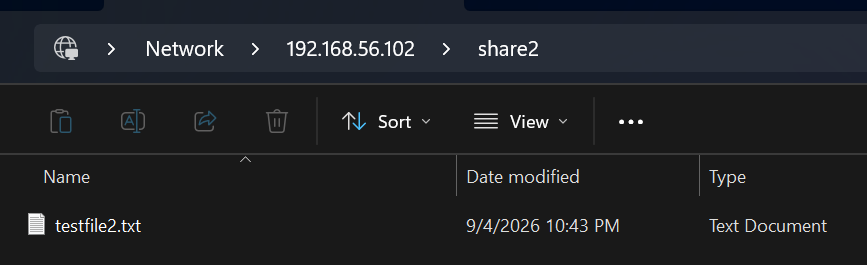 Network > 192.168.56.102 > share2
Sort View
Name Date modified Type
testfile2.txt 9/4/2026 10:43 PM Text Document